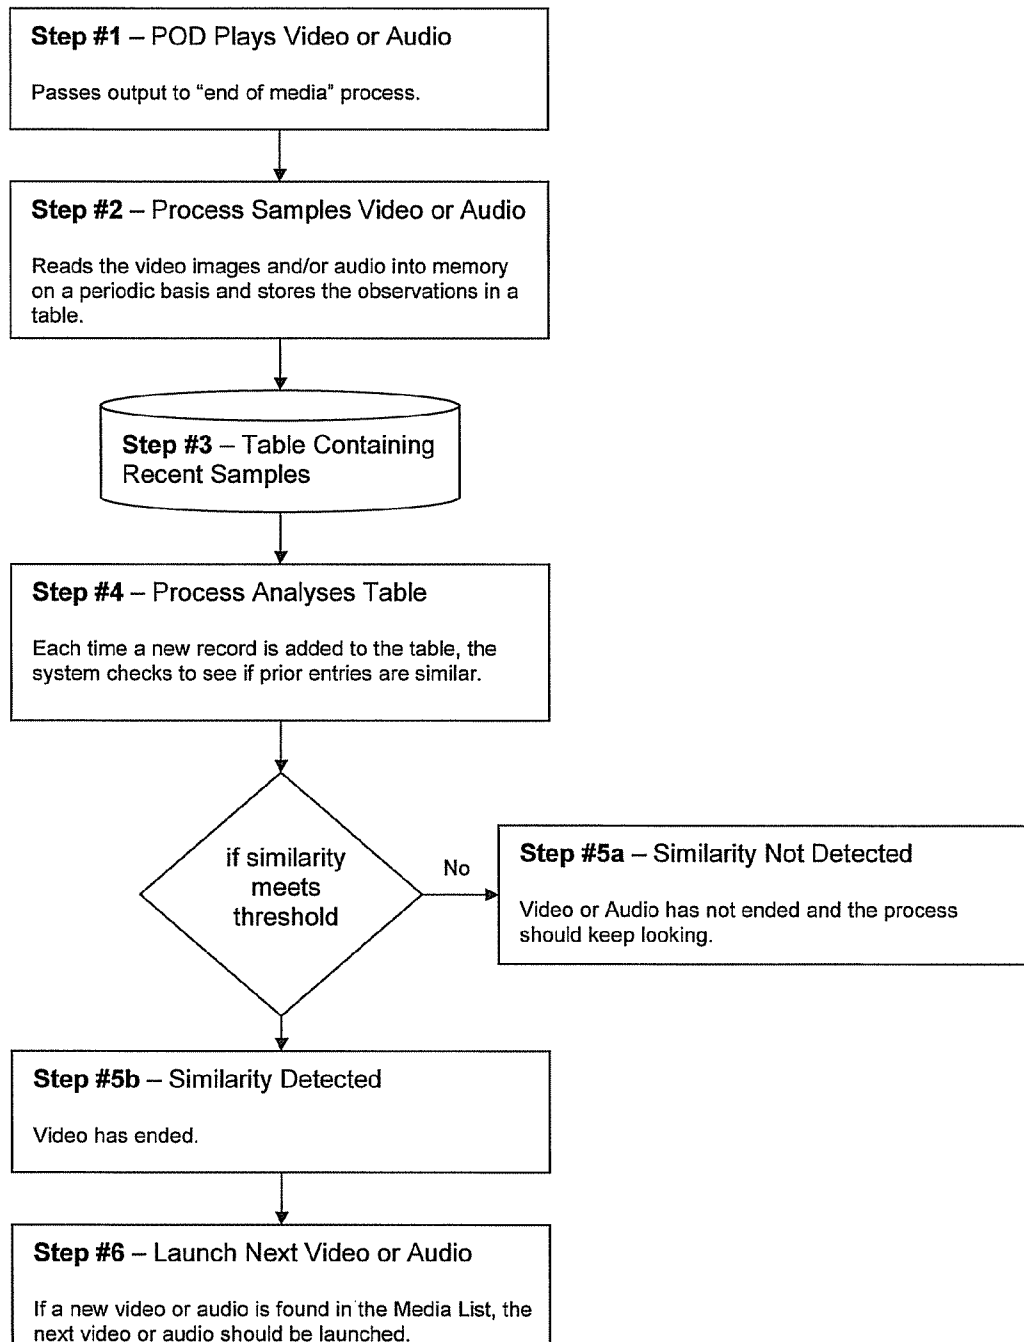 Step #1 – POD Plays Video or Audio
Passes output to "end of media" process.
Step #2 – Process Samples Video or Audio
Reads the video images and/or audio into memory
on a periodic basis and stores the observations in a
table.
Step #3 – Table Containing
Recent Samples
Step #4 – Process Analyses Table
Each time a new record is added to the table, the
system checks to see if prior entries are similar.
if similarity
meets
threshold
No
Step #5a – Similarity Not Detected
Video or Audio has not ended and the process
should keep looking.
Step #5b – Similarity Detected
Video has ended.
Step #6 – Launch Next Video or Audio
If a new video or audio is found in the Media List, the
next video or audio should be launched.